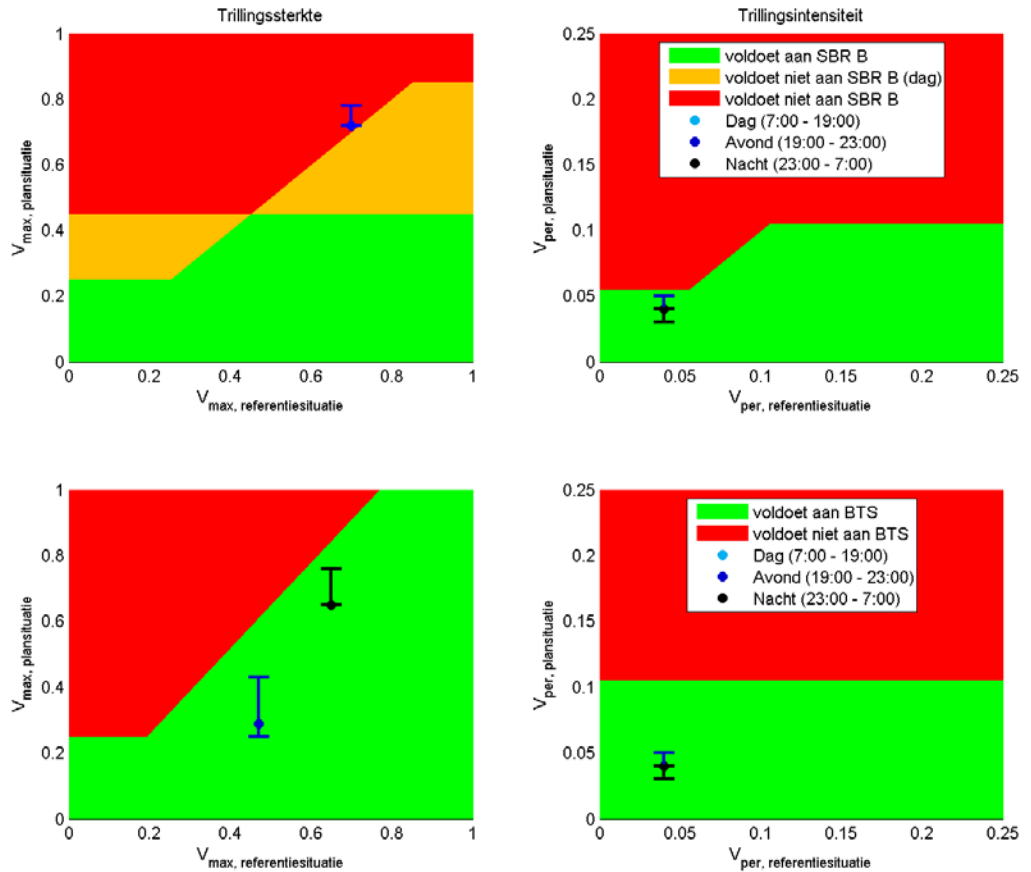 Trillingssterkte
1
0.8
0.6
0.4
0.2
0
0
0.2
0.4
0.6
0.8
1
V max, plansituatie
V max, referentiesituatie
Trillingsintensiteit
0.25
0.2
0.15
0.1
0.05
0
0
0.05
0.1
0.15
0.2
0.25
V per, plansituatie
V per, referentiesituatie
voldoet aan SBR B
voldoet niet aan SBR B (dag)
voldoet niet aan SBR B
Dag (7:00 - 19:00)
Avond (19:00 - 23:00)
Nacht (23:00 - 7:00)
1
0.8
0.6
0.4
0.2
0
0
0.2
0.4
0.6
0.8
1
V max, plansituatie
V max, referentiesituatie
0.25
0.2
0.15
0.1
0.05
0
0
0.05
0.1
0.15
0.2
0.25
V per, plansituatie
V per, referentiesituatie
voldoet aan BTS
voldoet niet aan BTS
Dag (7:00 - 19:00)
Avond (19:00 - 23:00)
Nacht (23:00 - 7:00)